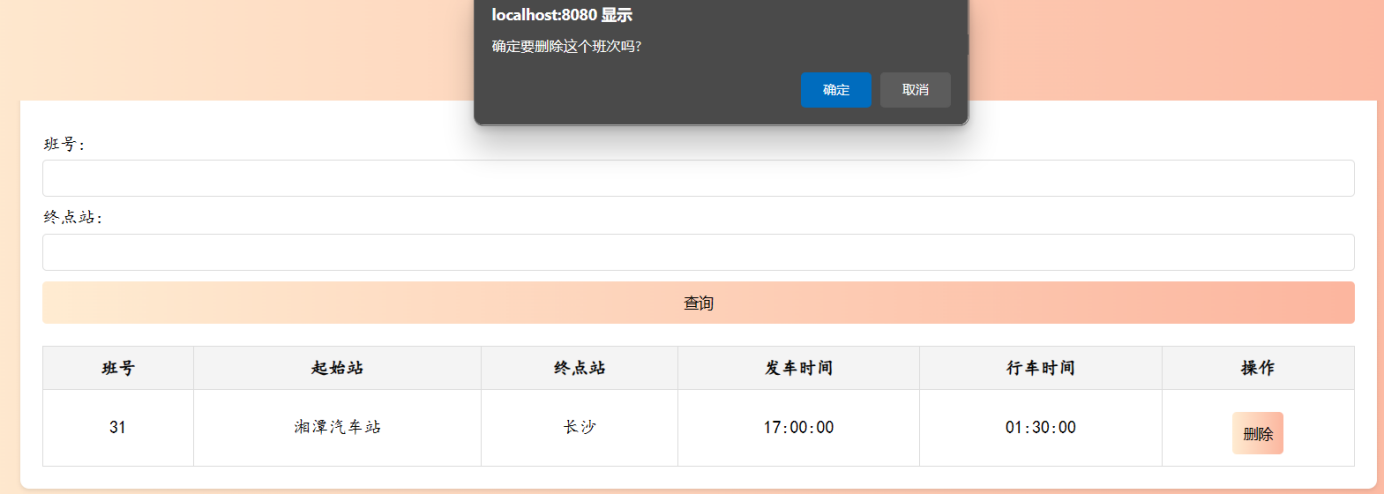 localhost:8080 显示
确定要删除这个班次吗?
确定 取消
班号:
终点站:
查询
班号 起始站 终点站 发车时间 行车时间 操作
31 湘潭汽车站 长沙 17:00:00 01:30:00 删除